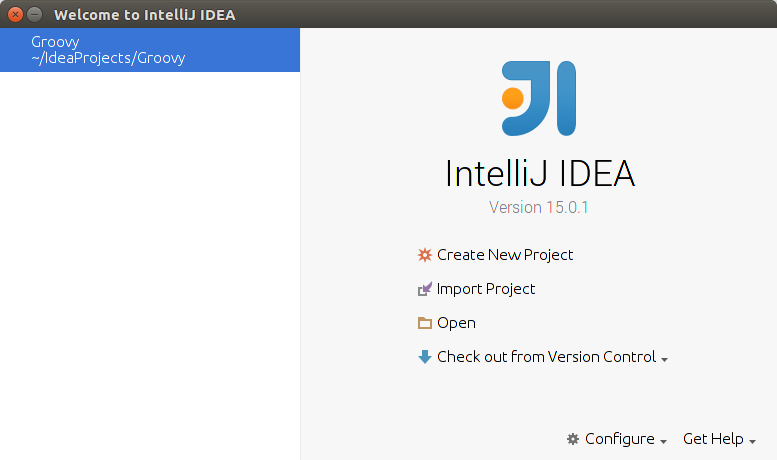 Welcome to IntelliJ IDEA
Groovy
~/IdeaProjects/Groovy
IntelliJ IDEA
Version 15.0.1
Create New Project
Import Project
Open
Check out from Version Control
Configure
Get Help